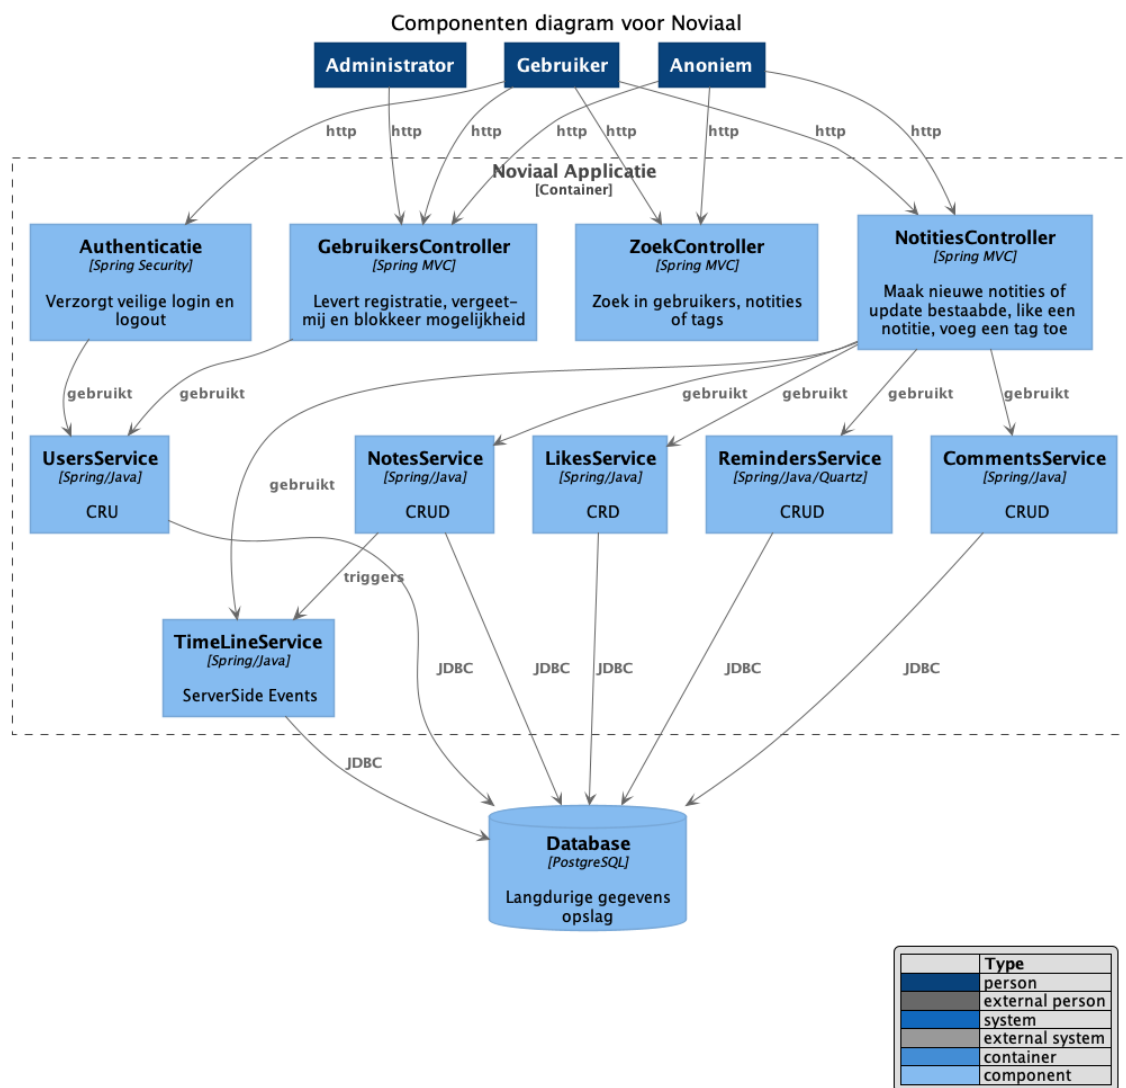 Componenten diagram voor Noviaal
Administrator
Gebruiker
Anoniem
http
http
http
http
http
http
http
http
Noviaal Applicatie
[Container]
Authenticatie
[Spring Security]
Verzorgt veilige login en
logout
GebruikersController
[Spring MVC]
Levert registratie, vergeet-
mij en blokkeer mogelijkheid
ZoekController
[Spring MVC]
Zoek in gebruikers, notities
of tags
NotitiesController
[Spring MVC]
Maak nieuwe notities of
update bestaabde, like een
notitie, voeg een tag toe
gebruikt
gebruikt
gebruikt
gebruikt
gebruikt
gebruikt
gebruikt
UsersService
[Spring/Java]
CRU
NotesService
[Spring/Java]
CRUD
LikesService
[Spring/Java]
CRD
RemindersService
[Spring/Java/Quartz]
CRUD
CommentsService
[Spring/Java]
CRUD
triggers
TimeLineService
[Spring/Java]
ServerSide Events
JDBC
JDBC
JDBC
JDBC
JDBC
JDBC
Database
[PostgreSQL]
Langdurige gegevens
opslag
Type
person
external person
system
external system
container
component